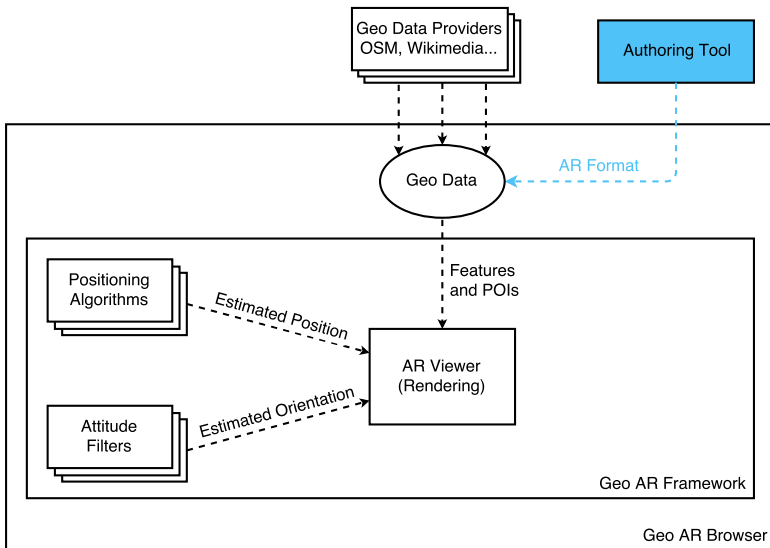 Geo Data Providers
OSM, Wikimedia...
Authoring Tool
AR Format
Geo Data
Features
and POIs
Positioning
Algorithms
Estimated Position
AR Viewer
(Rendering)
Estimated Orientation
Attitude
Filters
Geo AR Framework
Geo AR Browser